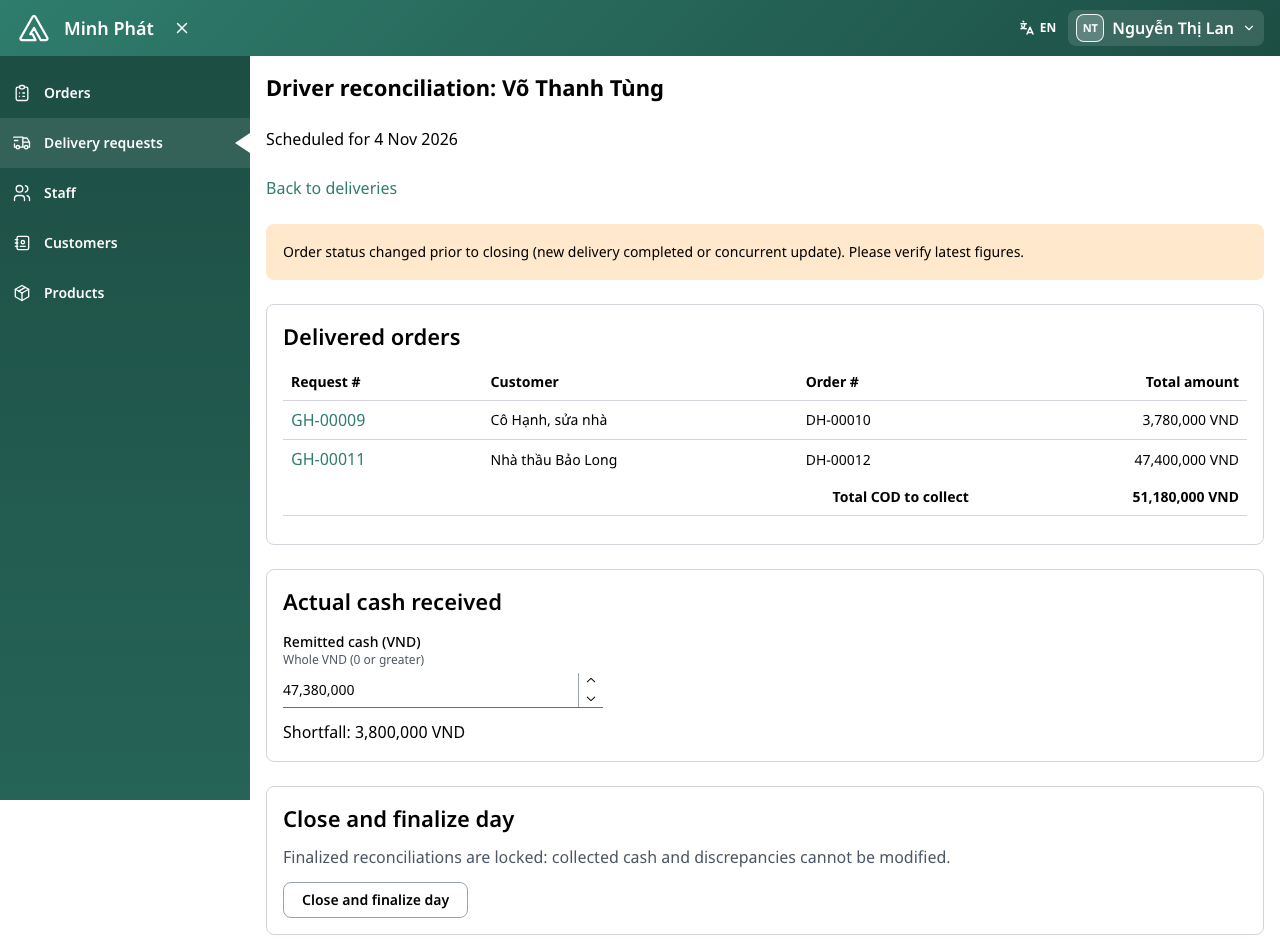 Minh Phát
EN
NT
Nguyễn Thị Lan
Orders
Delivery requests
Staff
Customers
Products
Driver reconciliation: Võ Thanh Tùng
Scheduled for 4 Nov 2026
Back to deliveries
Order status changed prior to closing (new delivery completed or concurrent update). Please verify latest figures.
Delivered orders
Request # Customer Order # Total amount
GH-00009 Cô Hạnh, sửa nhà DH-00010 3,780,000 VND
GH-00011 Nhà thầu Bảo Long DH-00012 47,400,000 VND
Total COD to collect 51,180,000 VND
Actual cash received
Remitted cash (VND)
Whole VND (0 or greater)
47,380,000
Shortfall: 3,800,000 VND
Close and finalize day
Finalized reconciliations are locked: collected cash and discrepancies cannot be modified.
Close and finalize day